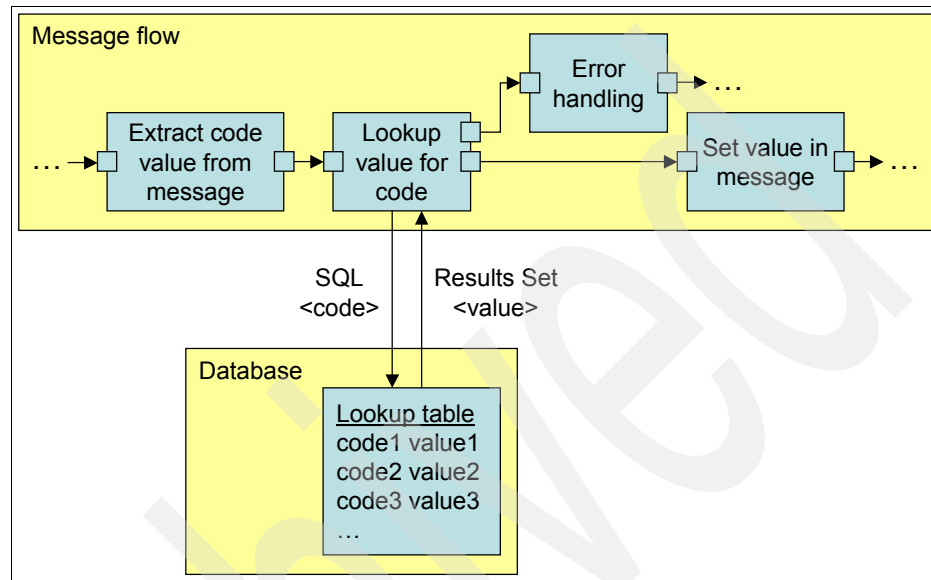 Message flow
Error
handling
...
...
Extract code
value from
message
Lookup
value for
code
Set value in
message
...
SQL
<code>
Results Set
<value>
Database
Lookup table
code1 value1
code2 value2
code3 value3
...